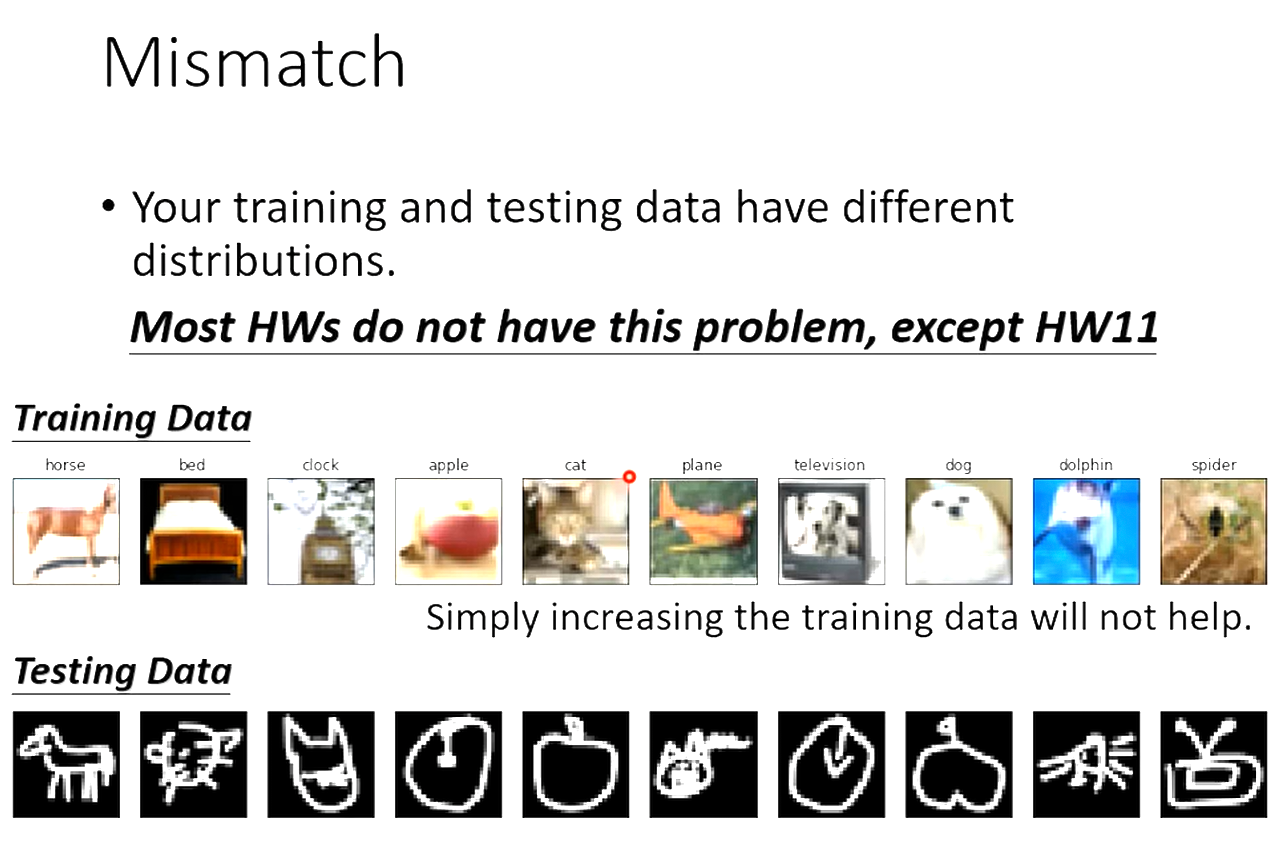 Mismatch
• Your training and testing data have different
distributions.
Most HWs do not have this problem, except HW11
Training Data
horse bed clock apple cat plane television dog dolphin spider
Simply increasing the training data will not help.
Testing Data